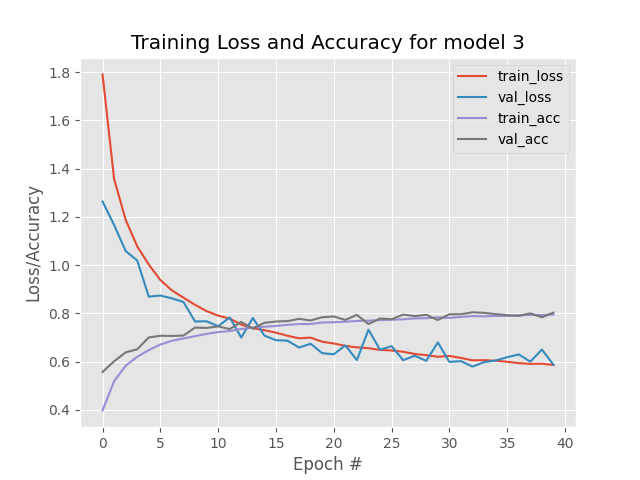 Training Loss and Accuracy for model 3
train_loss
val_loss
train_acc
val_acc
1.8
1.6
1.4
1.2
1.0
0.8
0.6
0.4
Loss/Accuracy
0 5 10 15 20 25 30 35 40
Epoch #